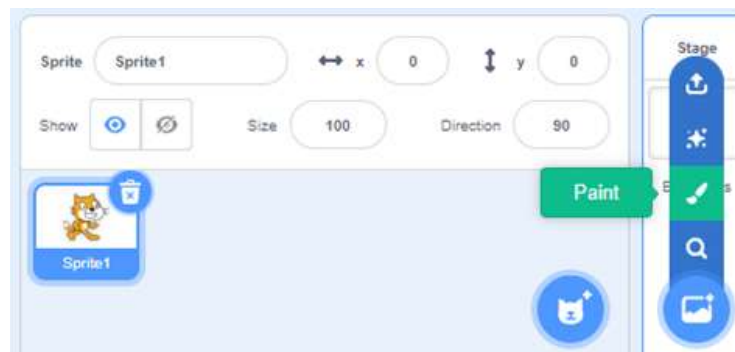 Sprite Sprite1 x 0 y 0
Stage
Show Size 100 Direction 90
Paint
Sprite1